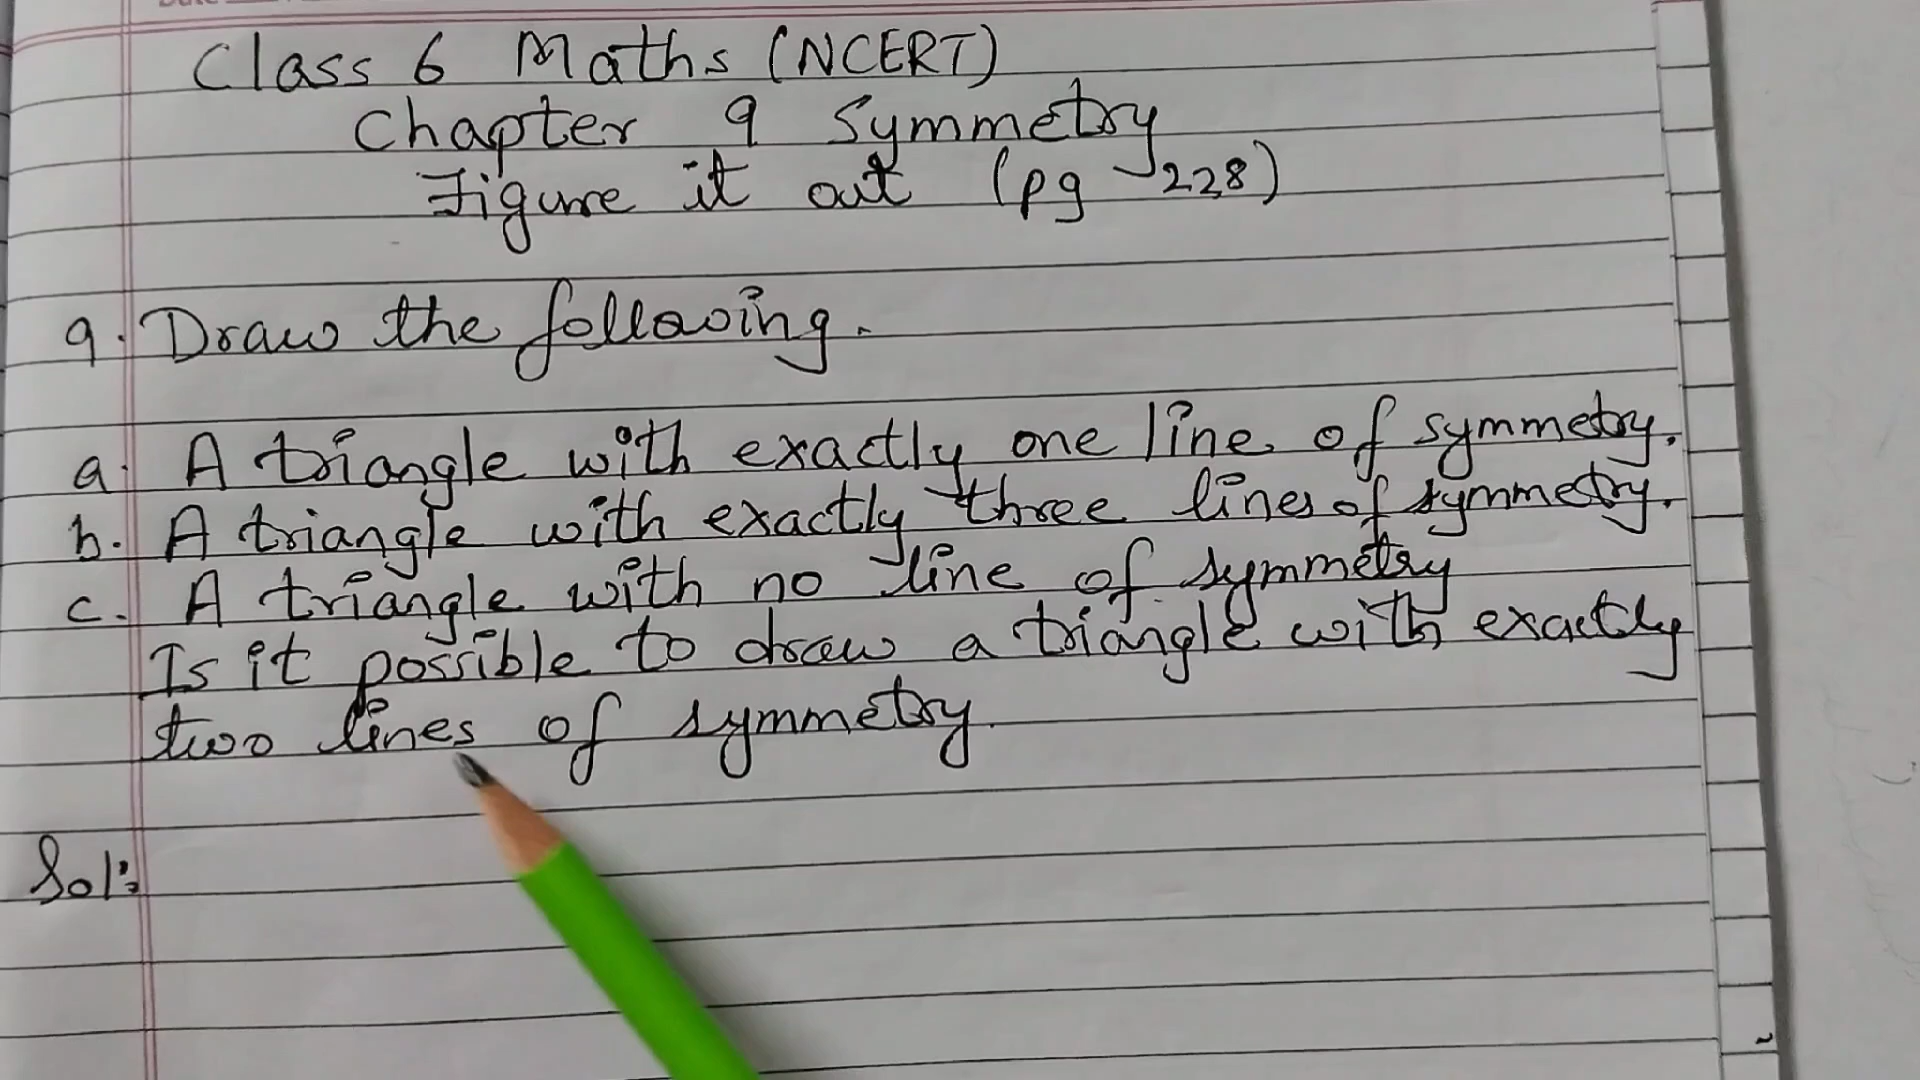 Class 6 Maths (NCERT)
Chapter 9 Symmetry
Figure it out (pg 228)
9. Draw the following.
a. A triangle with exactly one line of symmetry.
b. A triangle with exactly three lines of symmetry.
c. A triangle with no line of symmetry
Is it possible to draw a triangle with exactly
two lines of symmetry.
Sol: